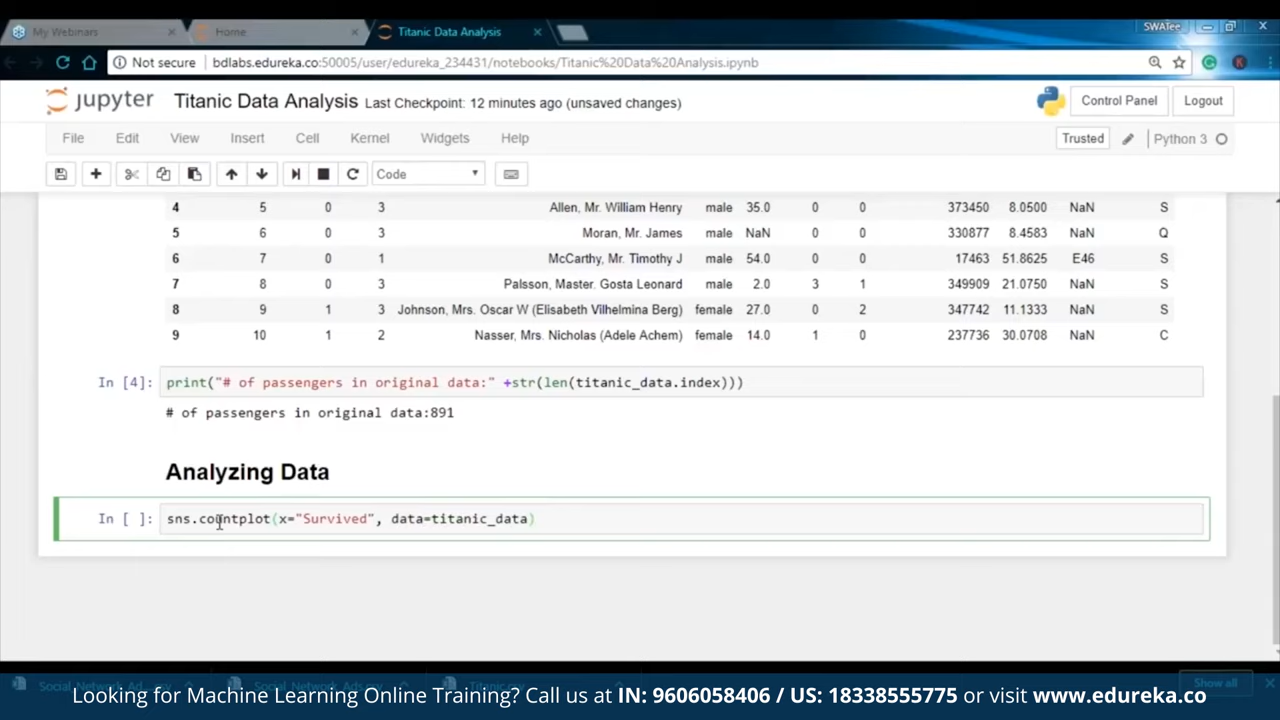 My Webinars
Home
Titanic Data Analysis
SWATee
Not secure
bdlabs.edureka.co:50005/user/edureka_234431/notebooks/Titanic%20Data%20Analysis.ipynb
K
jupyter Titanic Data Analysis Last Checkpoint: 12 minutes ago (unsaved changes)
Control Panel
Logout
File Edit View Insert Cell Kernel Widgets Help
Trusted
Python 3
Code
4 5 0 3 Allen, Mr. William Henry male 35.0 0 0 373450 8.0500 NaN S
5 6 0 3 Moran, Mr. James male NaN 0 0 330877 8.4583 NaN Q
6 7 0 1 McCarthy, Mr. Timothy J male 54.0 0 0 17463 51.8625 E46 S
7 8 0 3 Palsson, Master. Gosta Leonard male 2.0 3 1 349909 21.0750 NaN S
8 9 1 3 Johnson, Mrs. Oscar W (Elisabeth Vilhelmina Berg) female 27.0 0 2 347742 11.1333 NaN S
9 10 1 2 Nasser, Mrs. Nicholas (Adele Achem) female 14.0 1 0 237736 30.0708 NaN C
In [4]: print("# of passengers in original data:" +str(len(titanic_data.index)))
# of passengers in original data:891
Analyzing Data
In [ ]: sns.countplot(x="Survived", data=titanic_data)
Show all
Looking for Machine Learning Online Training? Call us at IN: 9606058406 / US: 18338555775 or visit www.edureka.co